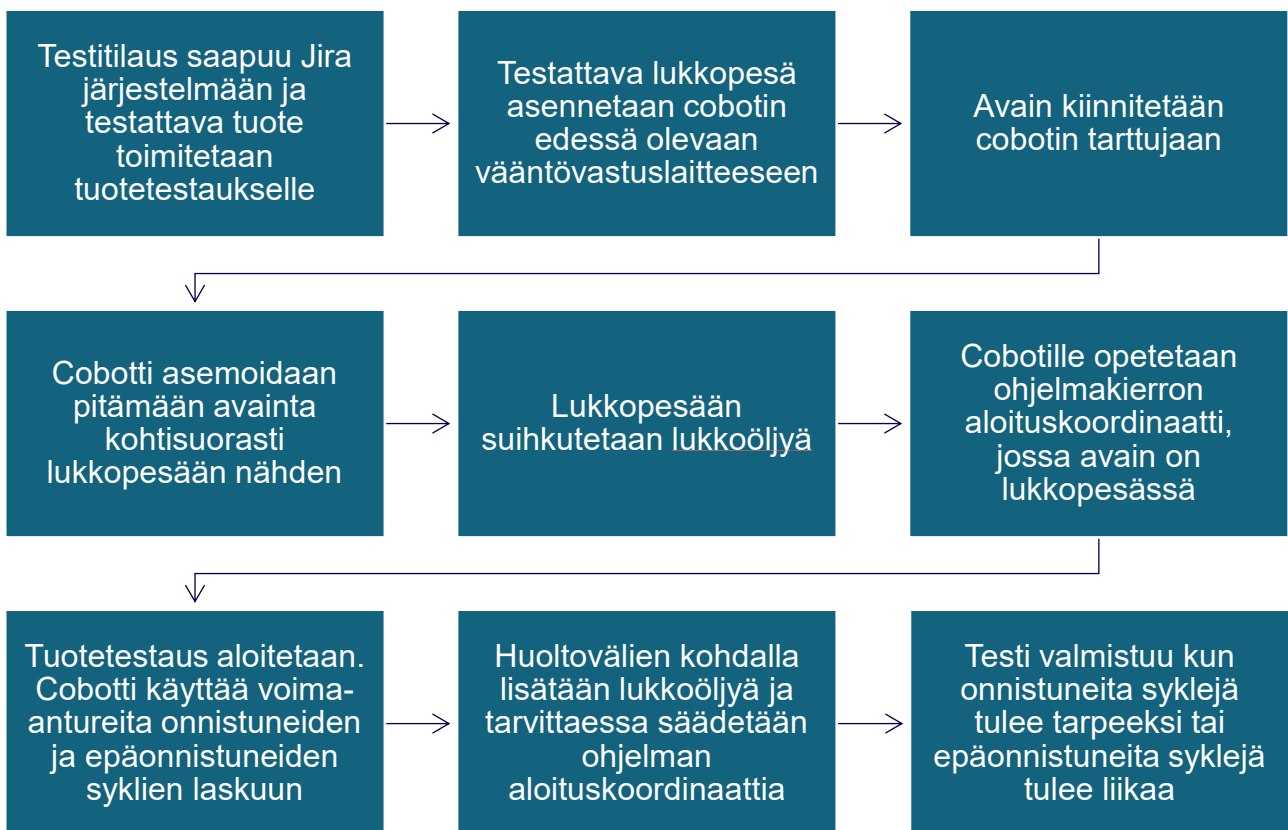 Testitilaus saapuu Jira
järjestelmään ja
testattava tuote
toimitetaan
tuotetestaukselle
Testattava lukkopesä
asennetaan cobotin
edessä olevaan
vääntövastuslaitteeseen
Avain kiinnitetään
cobotin tarttujaan
Cobotti asemoidaan
pitämään avainta
kohtisuorasti
lukkopesään nähden
Lukkopesään
suihkutetaan lukkoöljyä
Cobotille opetetaan
ohjelmakierron
aloituskoordinaatti,
jossa avain on
lukkopesässä
Tuotetestaus aloitetaan.
Cobotti käyttää voima-
antureita onnistuneiden
ja epäonnistuneiden
syklien laskuun
Huoltovälien kohdalla
lisätään lukkoöljyä ja
tarvittaessa säädetään
ohjelman
aloituskoordinaattia
Testi valmistuu kun
onnistuneita syklejä
tulee tarpeeksi tai
epäonnistuneita syklejä
tulee liikaa